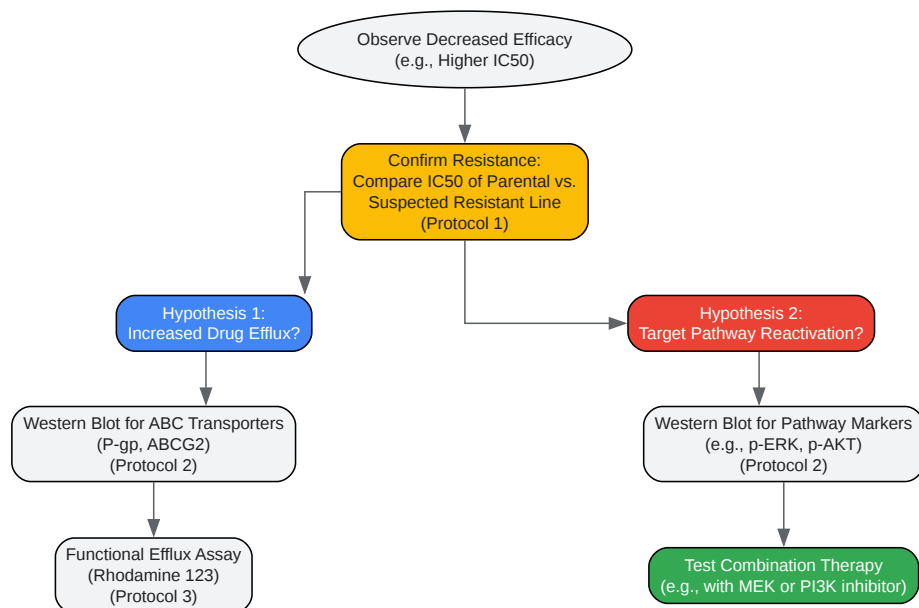 Observe Decreased Efficacy
(e.g., Higher IC50)
Confirm Resistance:
Compare IC50 of Parental vs.
Suspected Resistant Line
(Protocol 1)
Hypothesis 1:
Increased Drug Efflux?
Hypothesis 2:
Target Pathway Reactivation?
Western Blot for ABC Transporters
(P-gp, ABCG2)
(Protocol 2)
Western Blot for Pathway Markers
(e.g., p-ERK, p-AKT)
(Protocol 2)
Functional Efflux Assay
(Rhodamine 123)
(Protocol 3)
Test Combination Therapy
(e.g., with MEK or PI3K inhibitor)